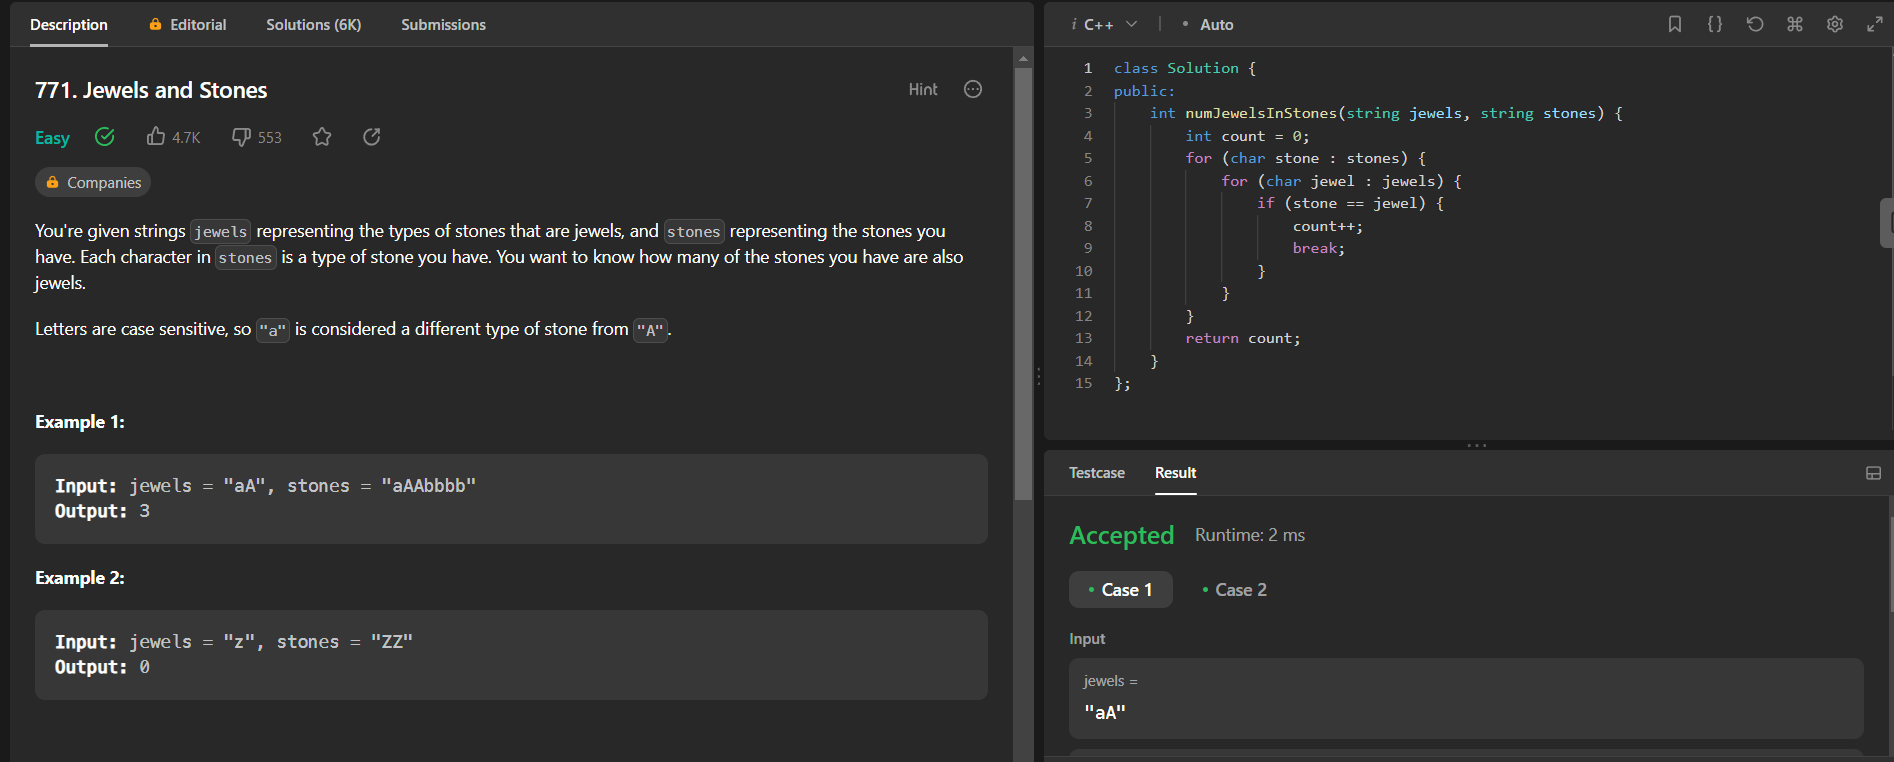 Description
Editorial
Solutions (6K)
Submissions
771. Jewels and Stones
Hint
Easy
4.7K
553
Companies
You're given strings jewels representing the types of stones that are jewels, and stones representing the stones you
have. Each character in stones is a type of stone you have. You want to know how many of the stones you have are also
jewels.
Letters are case sensitive, so "a" is considered a different type of stone from "A".
Example 1:
Input: jewels = "aA", stones = "aAAbbbb"
Output: 3
Example 2:
Input: jewels = "z", stones = "ZZ"
Output: 0
i C++
• Auto
1 class Solution {
2 public:
3 int numJewelsInStones(string jewels, string stones) {
4 int count = 0;
5 for (char stone : stones) {
6 for (char jewel : jewels) {
7 if (stone == jewel) {
8 count++;
9 break;
10 }
11 }
12 }
13 return count;
14 }
15 };
Testcase
Result
Accepted Runtime: 2 ms
• Case 1
• Case 2
Input
jewels =
"aA"